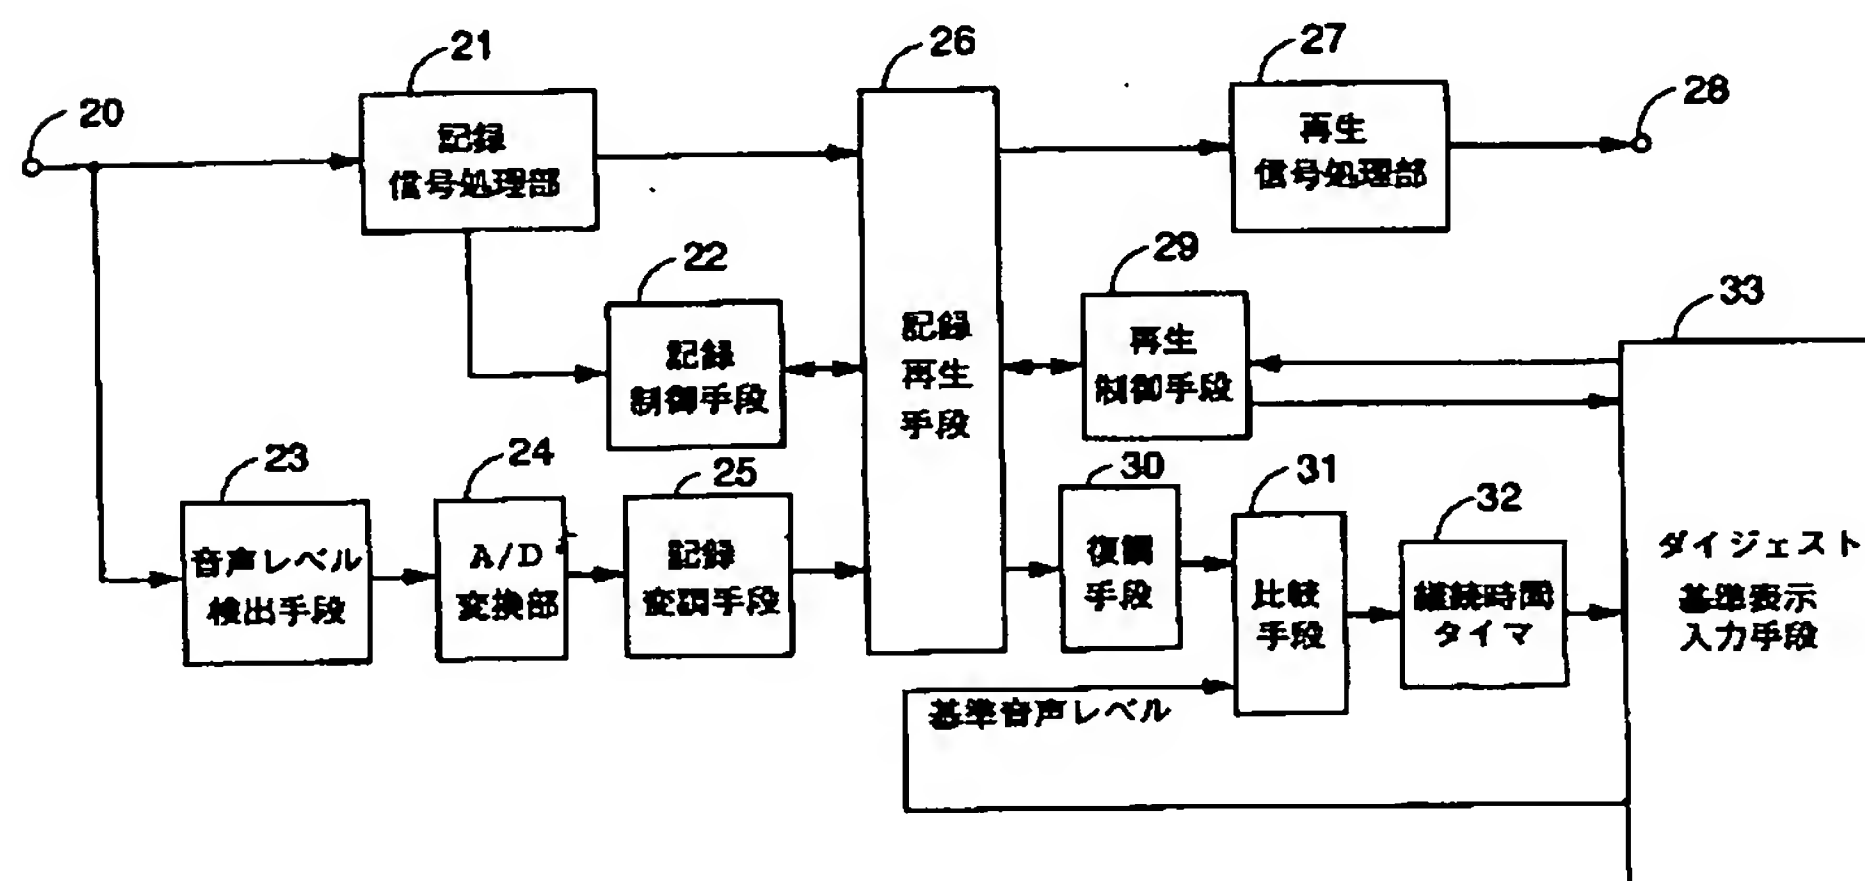 20
21
記録
信号処理部
22
記録
制御手段
23
音声レベル
検出手段
24
A/D
変換部
25
記録
変調手段
26
記録
再生
手段
27
再生
信号処理部
28
29
再生
制御手段
30
復調
手段
31
比較
手段
32
継続時間
タイマ
33
ダイジェスト
基準表示
入力手段
基準音声レベル